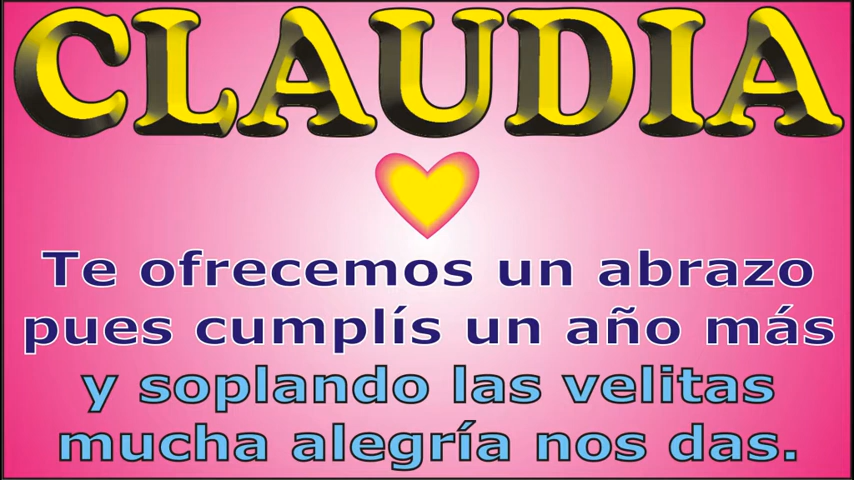 CLAUDIA
Te ofrecemos un abrazo
pues cumplís un año más
y soplando las velitas
mucha alegría nos das.